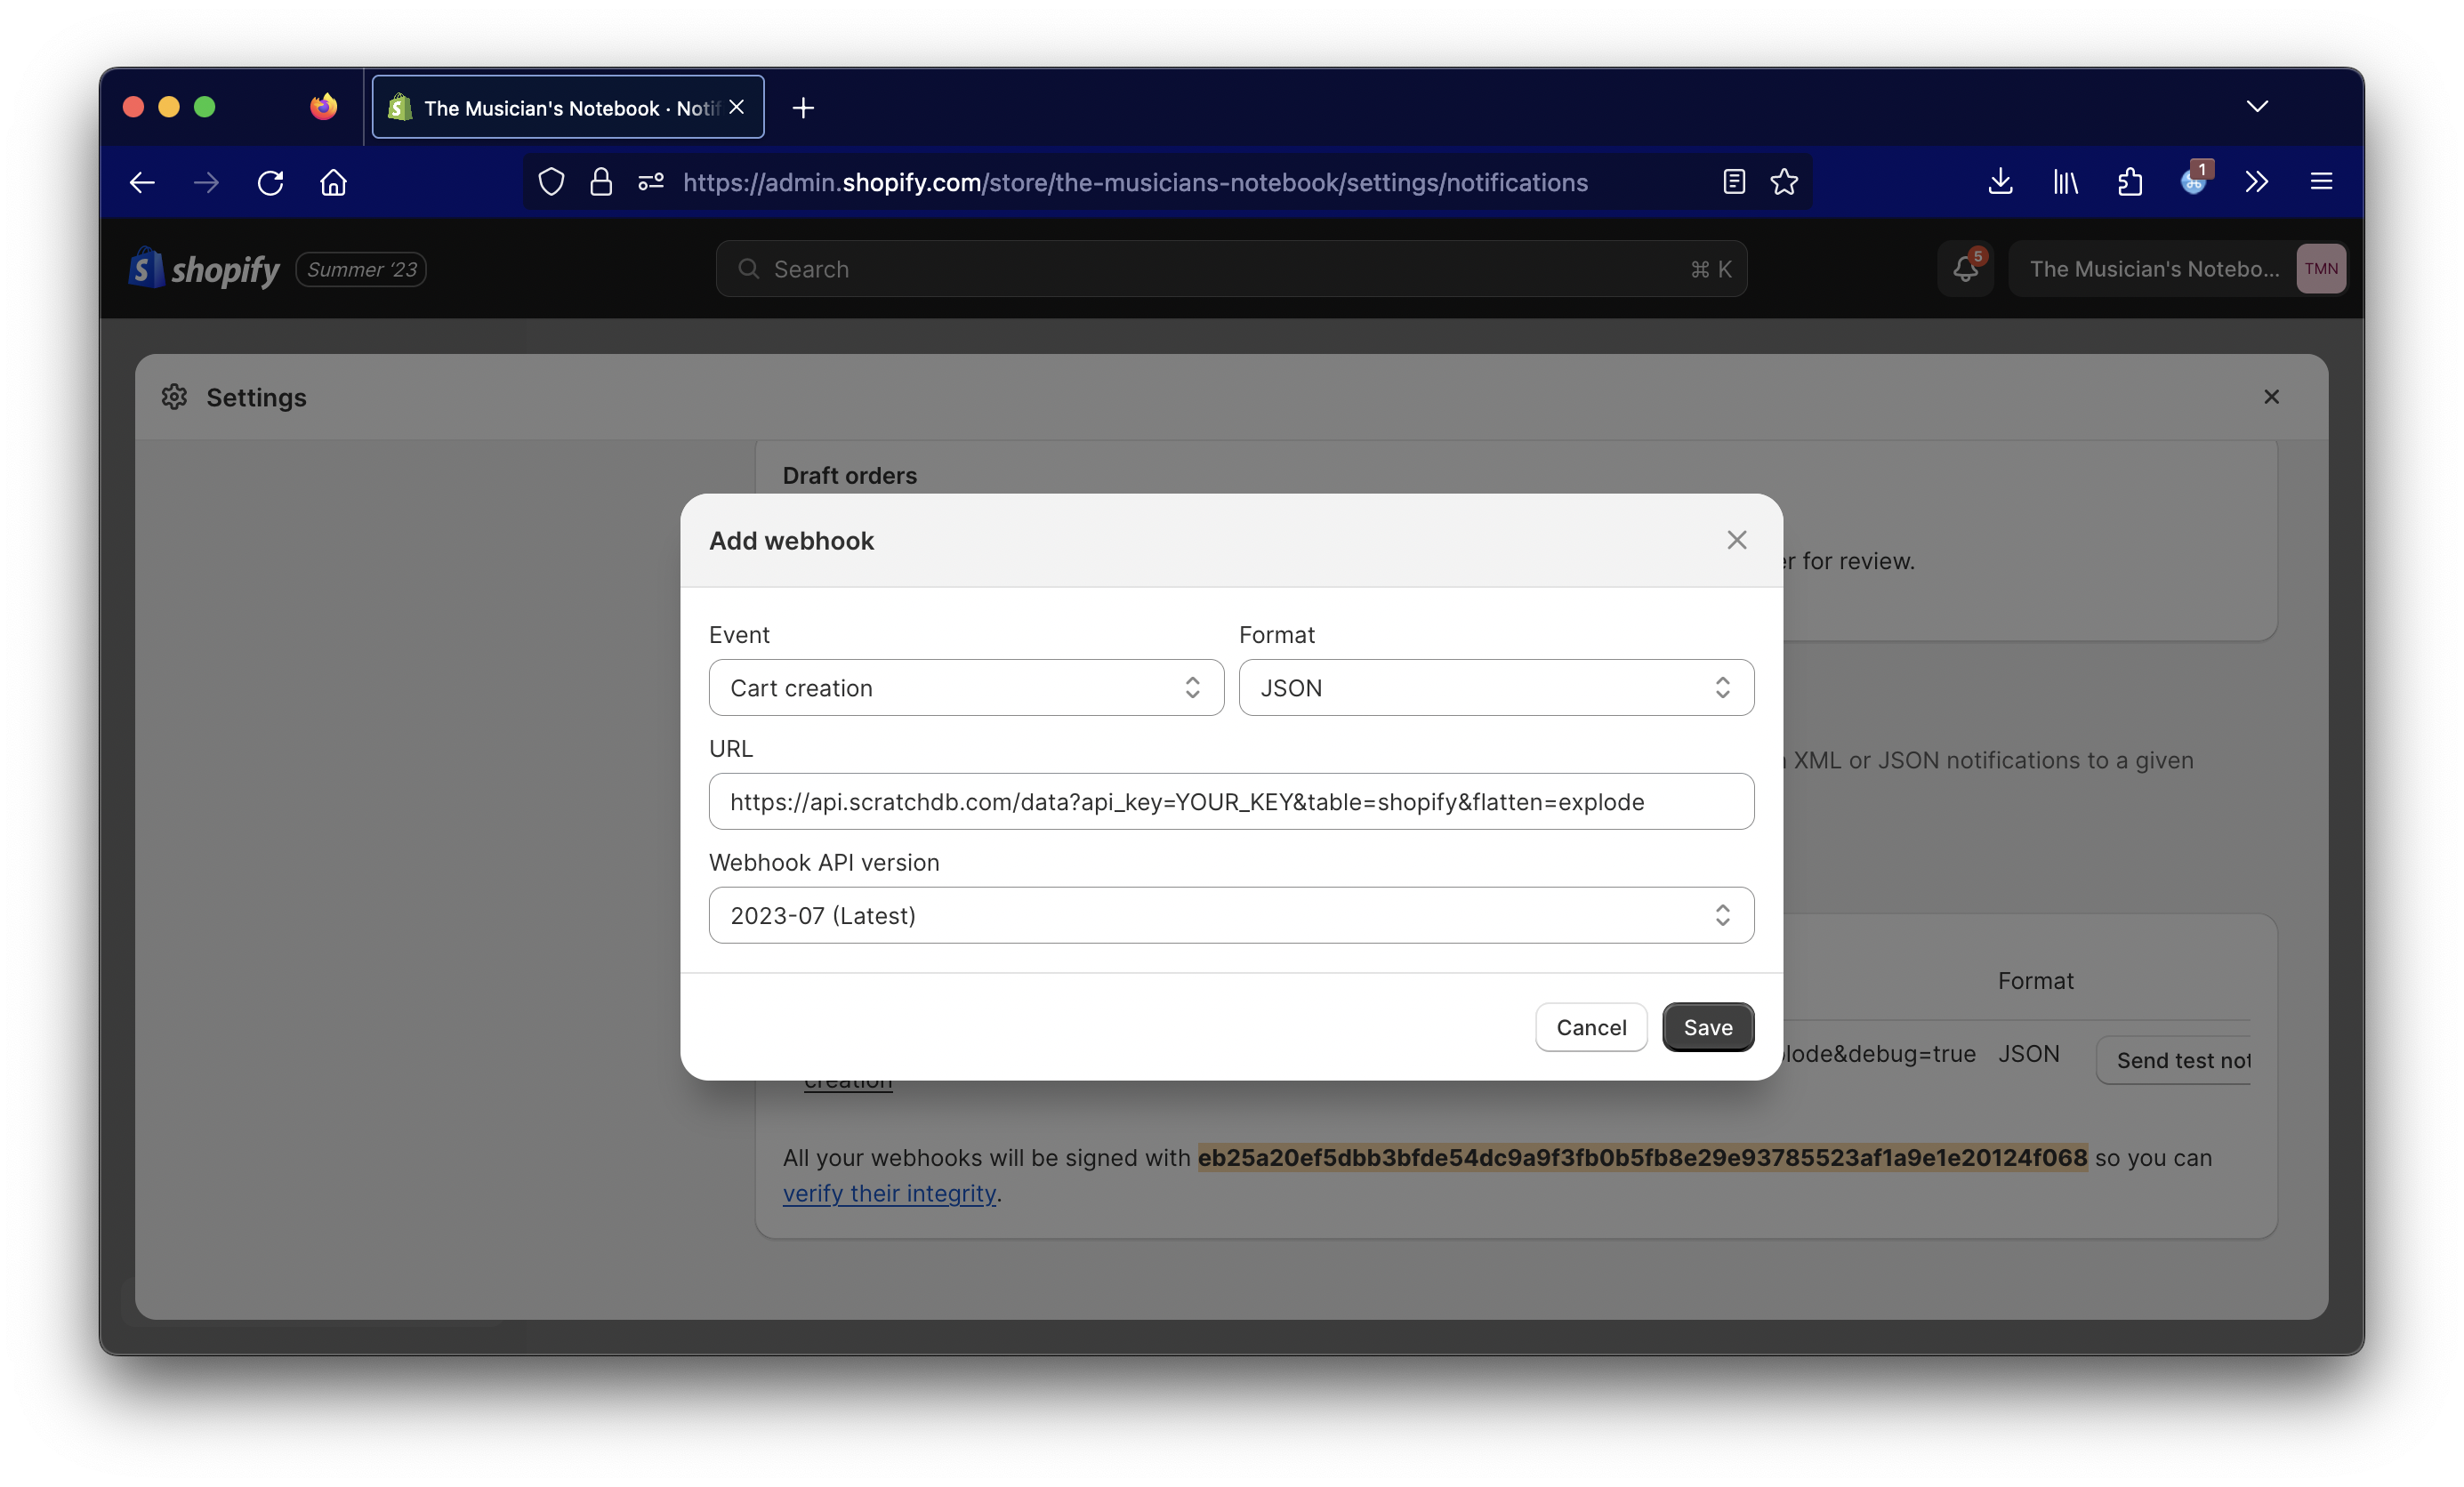 The Musician's Notebook · Notif
https://admin.shopify.com/store/the-musicians-notebook/settings/notifications
1
shopify
Summer '23
Search
⌘ K
5
The Musician's Notebo...
TMN
Settings
Draft orders
er for review.
Add webhook
Event
Format
Cart creation
JSON
URL
XML or JSON notifications to a given
https://api.scratchdb.com/data?api_key=YOUR_KEY&table=shopify&flatten=explode
Webhook API version
2023-07 (Latest)
Format
Cancel
Save
lode&debug=true JSON
Send test not
creation
All your webhooks will be signed with eb25a20ef5dbb3bfde54dc9a9f3fb0b5fb8e29e93785523af1a9e1e20124f068 so you can
verify their integrity.